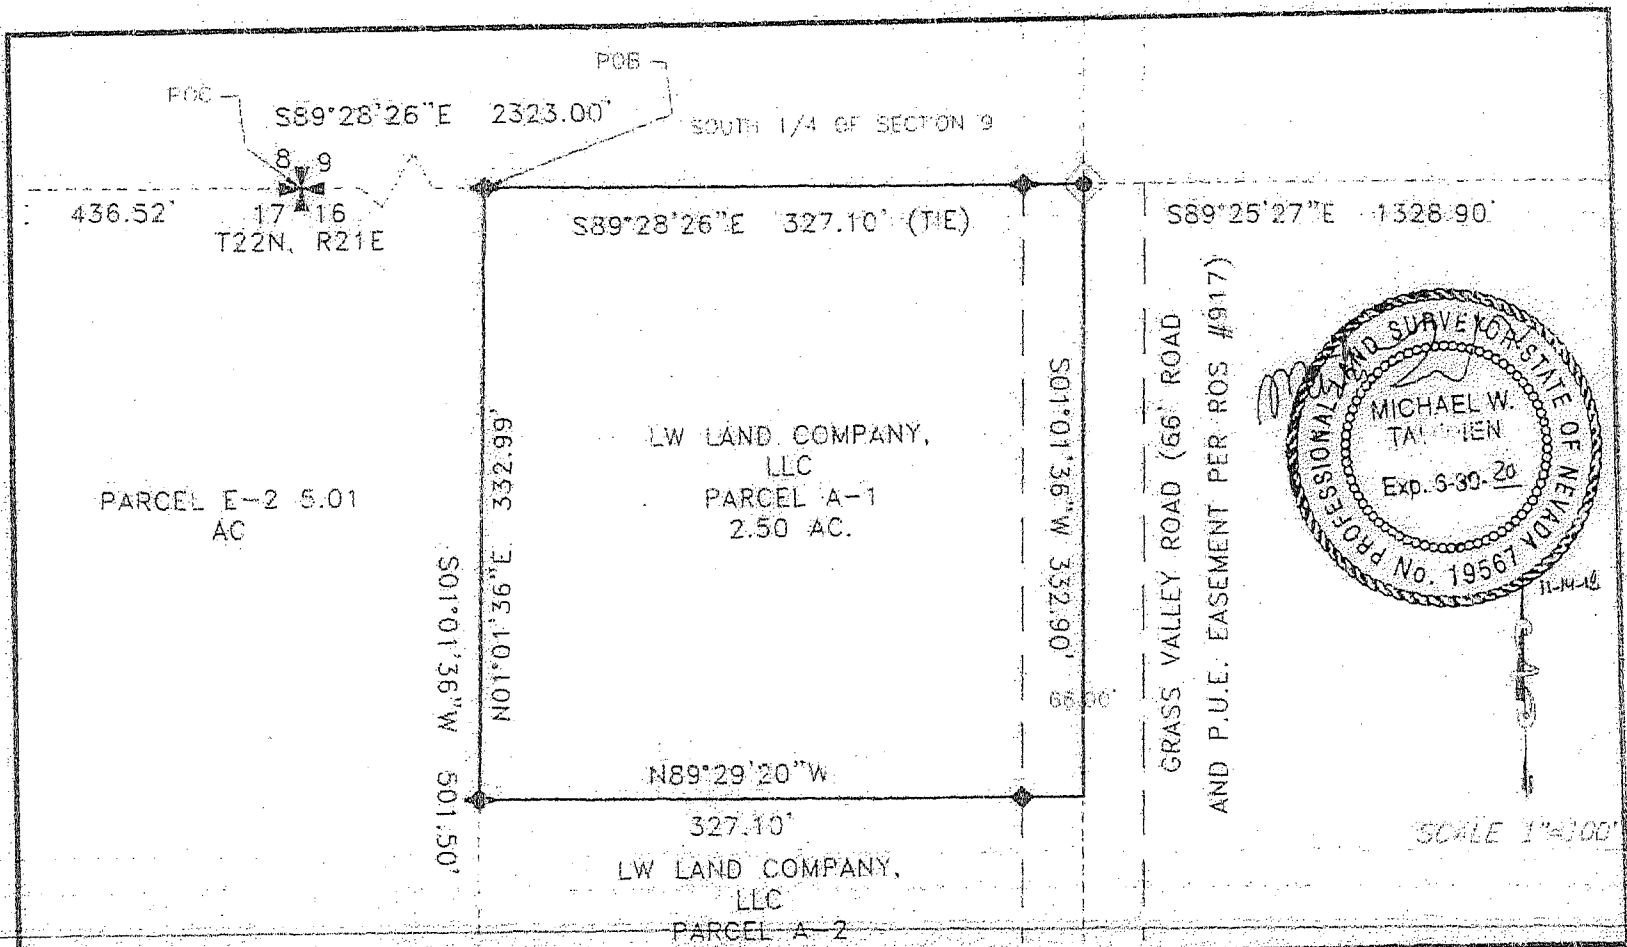 POB
POC
S89°28'26"E 2323.00'
SOUTH 1/4 OF SECTION 9
8 9
436.52'
17 16
T22N, R21E
S89°28'26"E 327.10' (TIE)
S89°25'27"E 1328.90'
PARCEL E-2 5.01
AC
S01°01'36"W 601.50'
N01°01'36"E 332.99'
LW LAND COMPANY,
LLC
PARCEL A-1
2.50 AC.
S01°01'36"W 332.90'
66.00'
GRASS VALLEY ROAD (66' ROAD
AND P.U.E. EASEMENT PER ROS #917)
PROFESSIONAL LAND SURVEYOR-STATE OF NEVADA
MICHAEL W.
Exp. 6-30-20
No. 19567
N89°29'20"W
327.10'
SCALE 1"=100'
LW LAND COMPANY,
LLC
PARCEL A-2